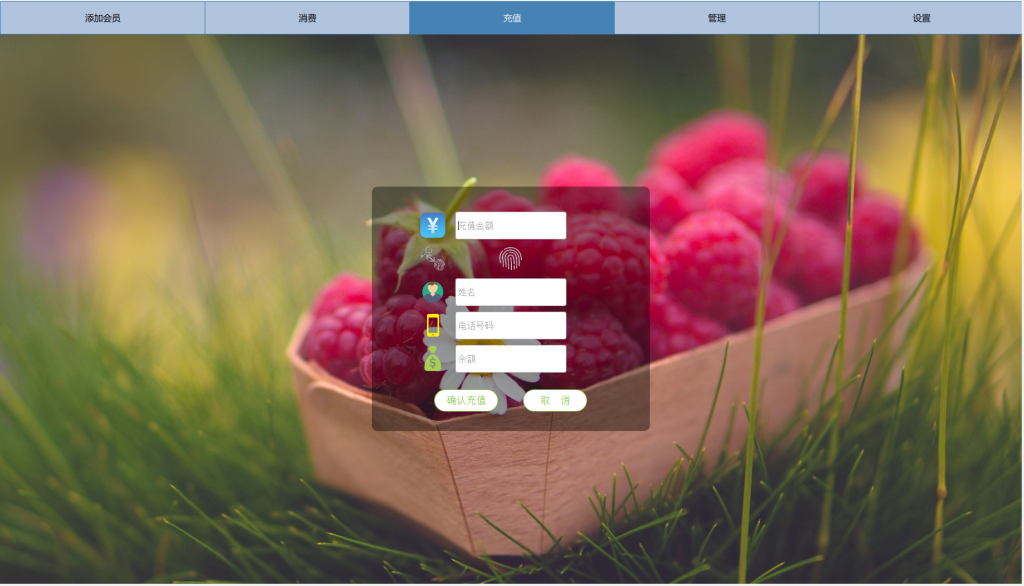 添加会员 消费 充值 管理 设置
充值金额
姓名
电话号码
余额
确认充值 取 消